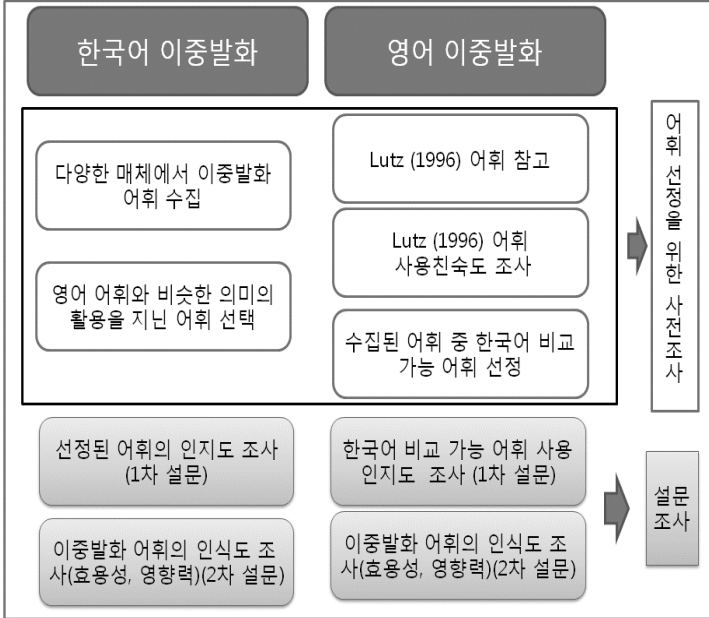 한국어 이중발화
영어 이중발화
다양한 매체에서 이중발화
어휘 수집
영어 어휘와 비슷한 의미의
활용을 지닌 어휘 선택
Lutz (1996) 어휘 참고
Lutz (1996) 어휘
사용친숙도 조사
수집된 어휘 중 한국어 비교
가능 어휘 선정
어휘 선정을 위한 사전조사
선정된 어휘의 인지도 조사
(1차 설문)
한국어 비교 가능 어휘 사용
인지도 조사 (1차 설문)
이중발화 어휘의 인식도 조
사(효용성, 영향력)(2차 설문)
이중발화 어휘의 인식도 조
사(효용성, 영향력)(2차 설문)
설문
조사